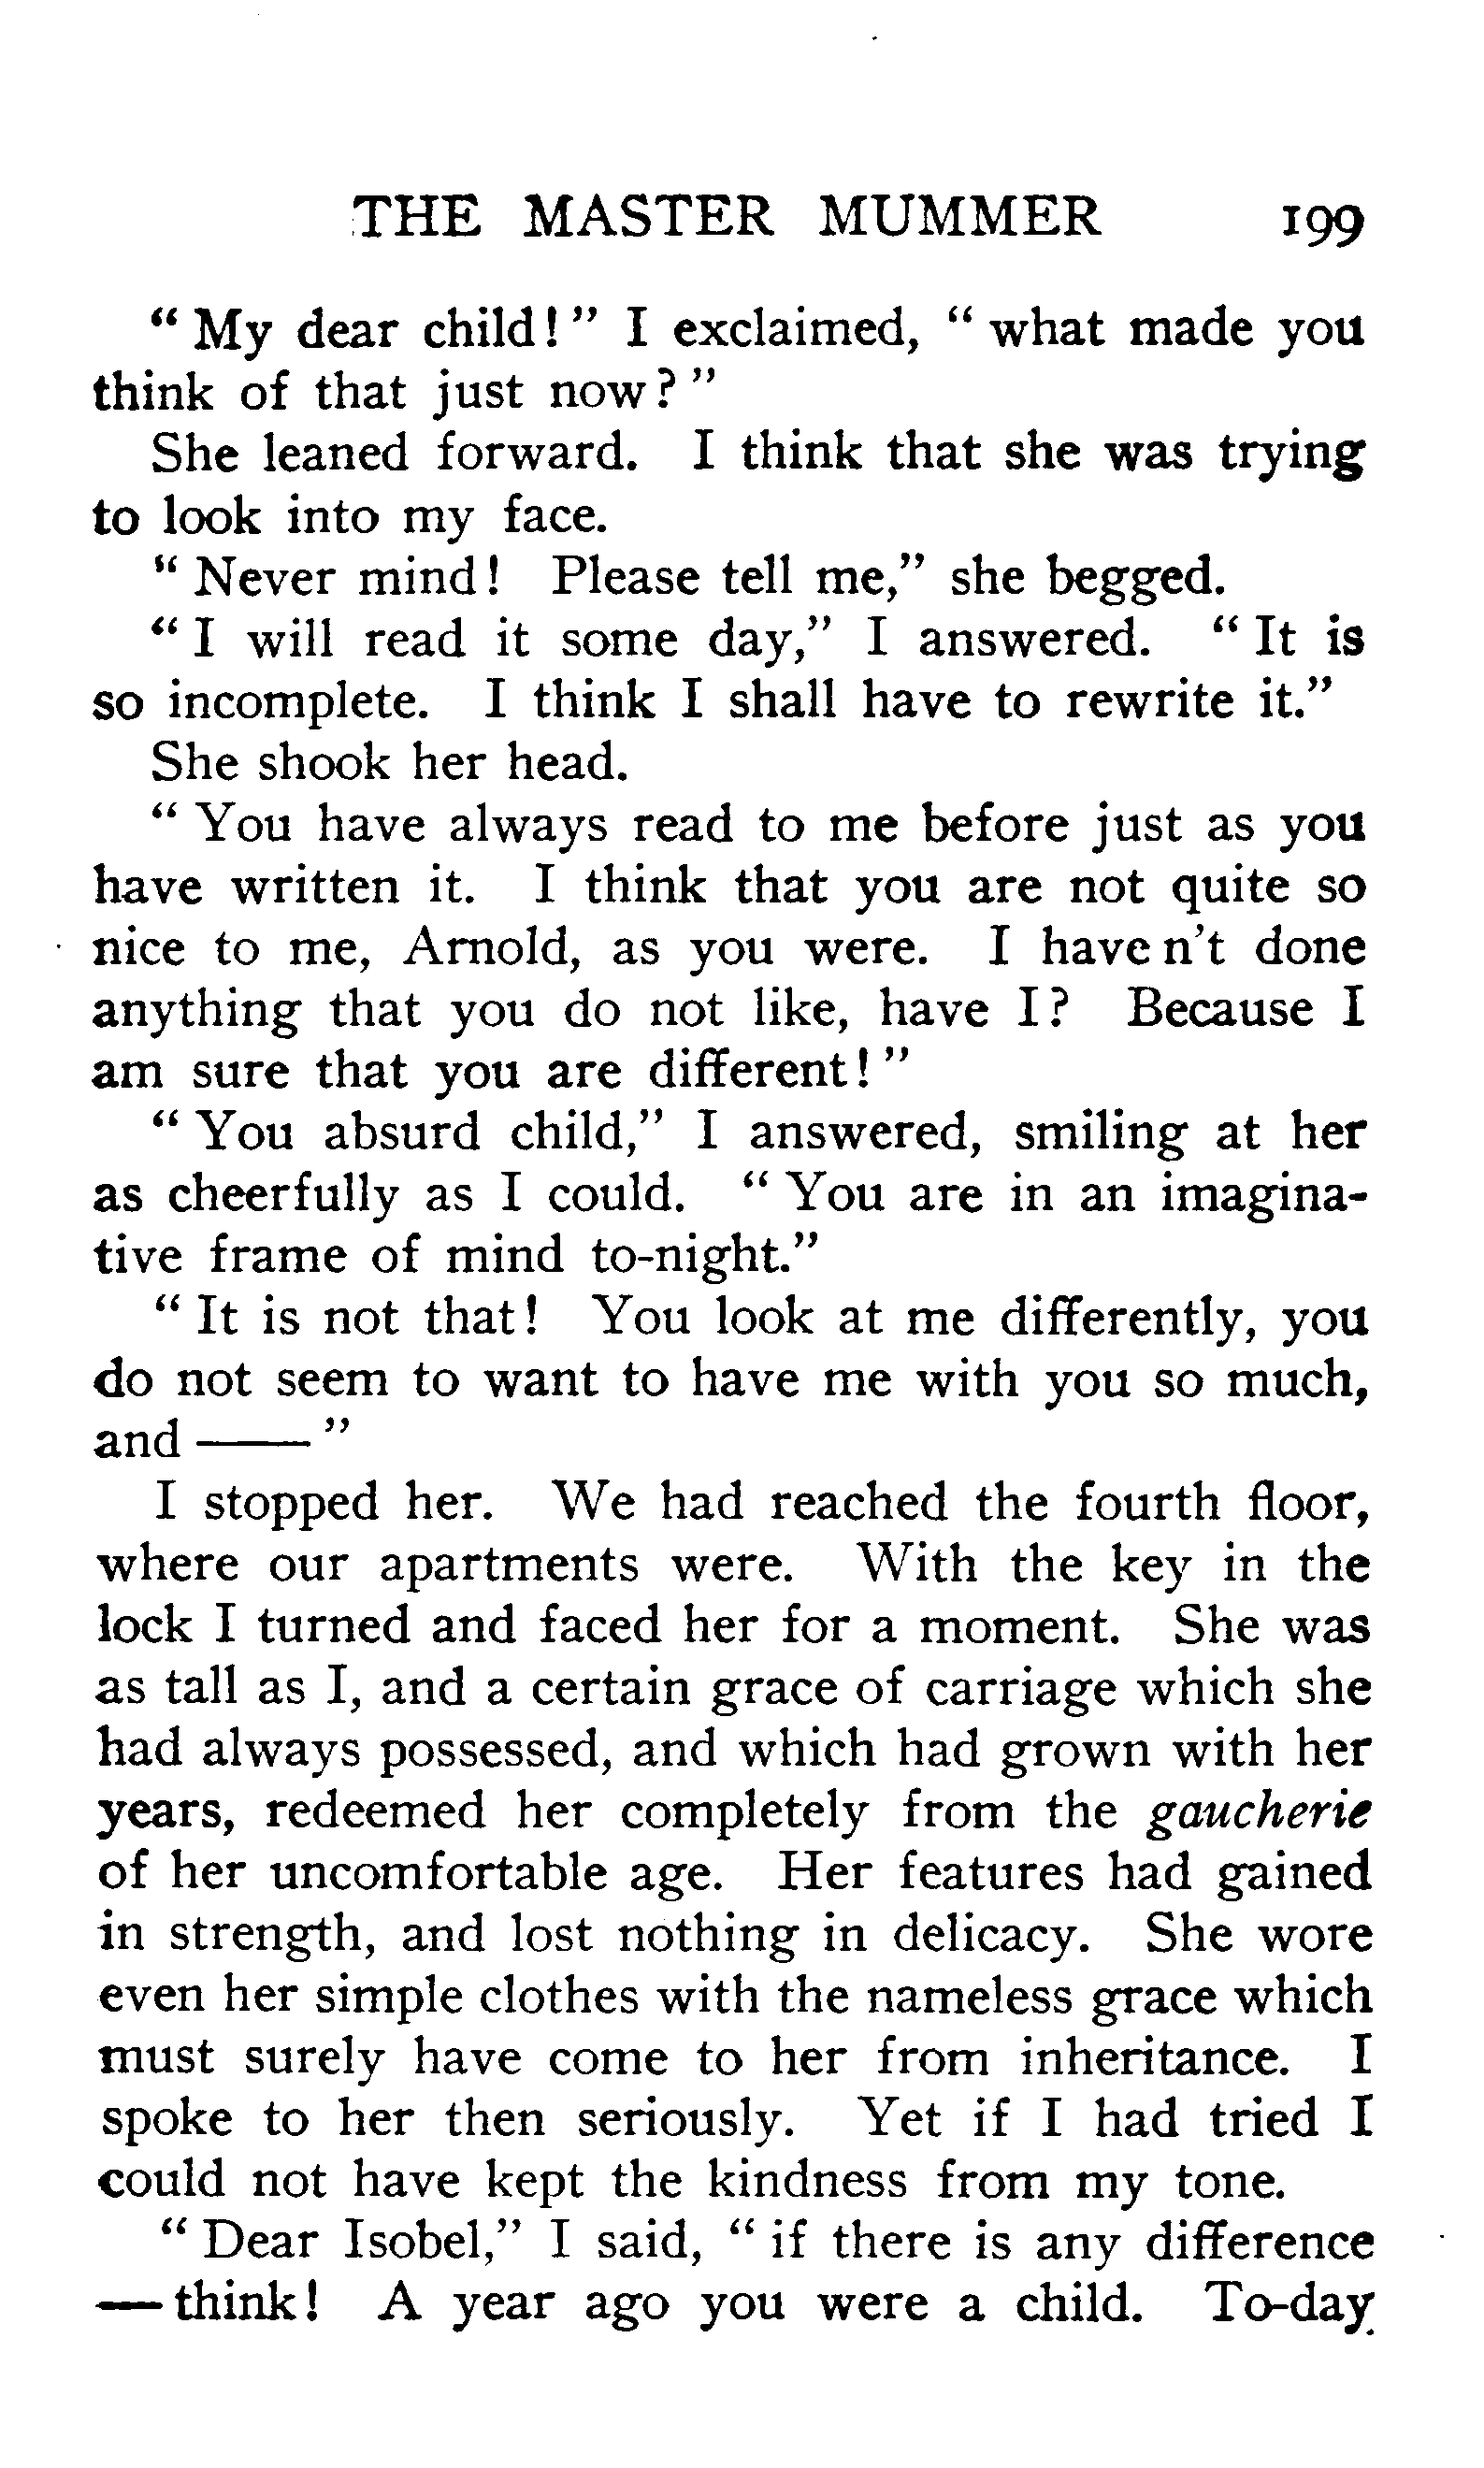 THE MASTER MUMMER 199
" My dear child! " I exclaimed, " what made you
think of that just now? "
She leaned forward. I think that she was trying
to look into my face.
" Never mind! Please tell me," she begged.
" I will read it some day," I answered. " It is
so incomplete. I think I shall have to rewrite it."
She shook her head.
" You have always read to me before just as you
have written it. I think that you are not quite so
nice to me, Arnold, as you were. I have n't done
anything that you do not like, have I? Because I
am sure that you are different! "
" You absurd child," I answered, smiling at her
as cheerfully as I could. " You are in an imagina-
tive frame of mind to-night."
" It is not that! You look at me differently, you
do not seem to want to have me with you so much,
and —— "
I stopped her. We had reached the fourth floor,
where our apartments were. With the key in the
lock I turned and faced her for a moment. She was
as tall as I, and a certain grace of carriage which she
had always possessed, and which had grown with her
years, redeemed her completely from the gaucherie
of her uncomfortable age. Her features had gained
in strength, and lost nothing in delicacy. She wore
even her simple clothes with the nameless grace which
must surely have come to her from inheritance. I
spoke to her then seriously. Yet if I had tried I
could not have kept the kindness from my tone.
" Dear Isobel," I said, " if there is any difference
— think! A year ago you were a child. To-day